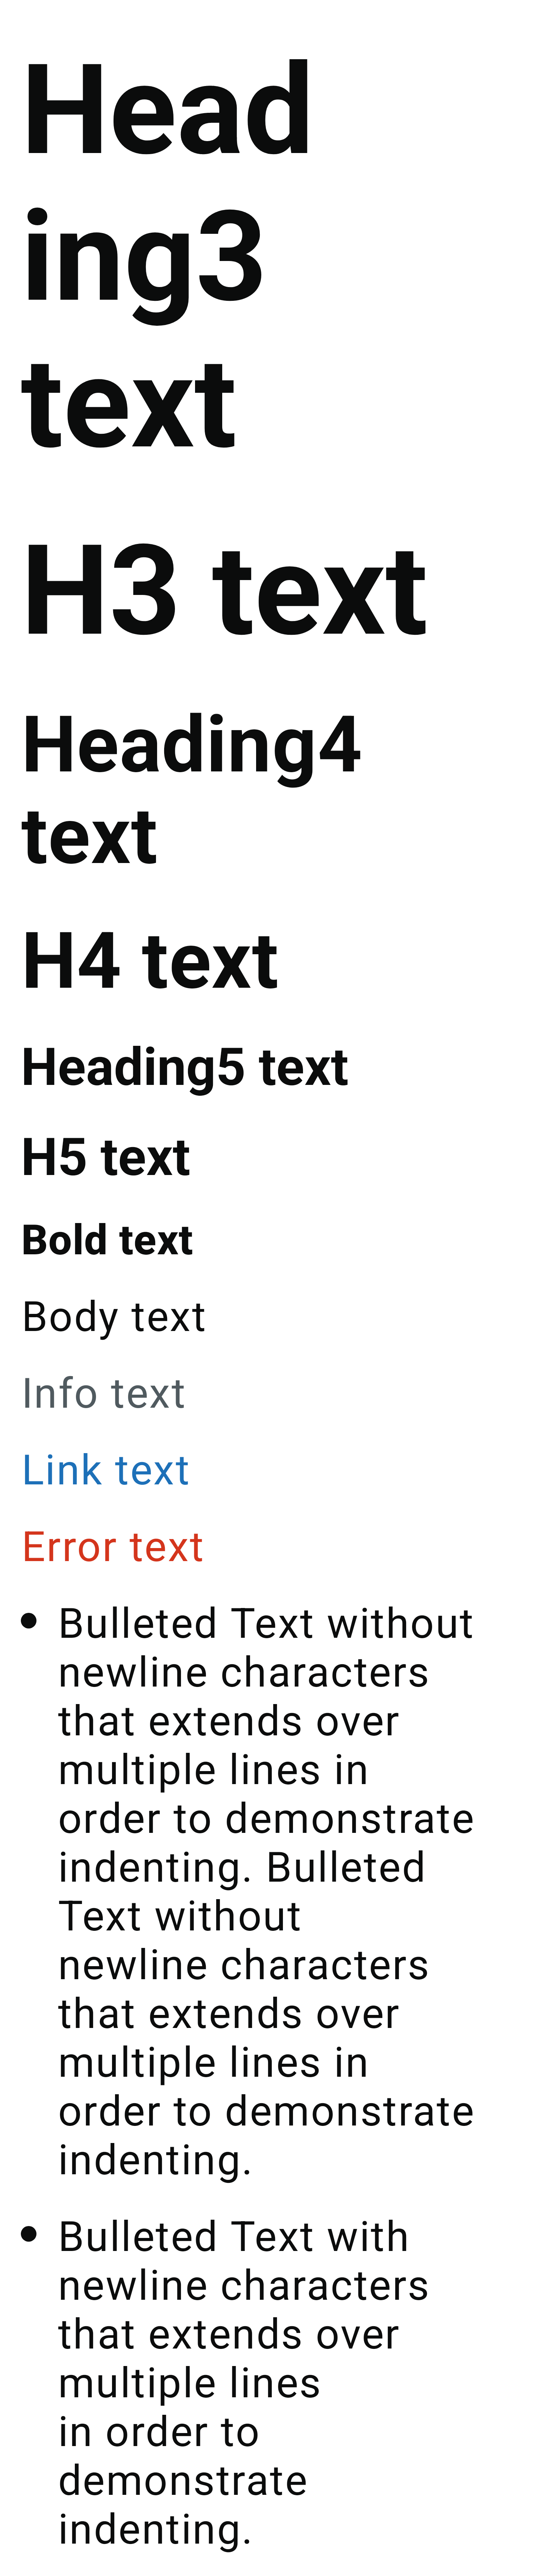 Head
ing3
text
H3 text
Heading4
text
H4 text
Heading5 text
H5 text
Bold text
Body text
Info text
Link text
Error text
• Bulleted Text without
newline characters
that extends over
multiple lines in
order to demonstrate
indenting. Bulleted
Text without
newline characters
that extends over
multiple lines in
order to demonstrate
indenting.
• Bulleted Text with
newline characters
that extends over
multiple lines
in order to
demonstrate
indenting.